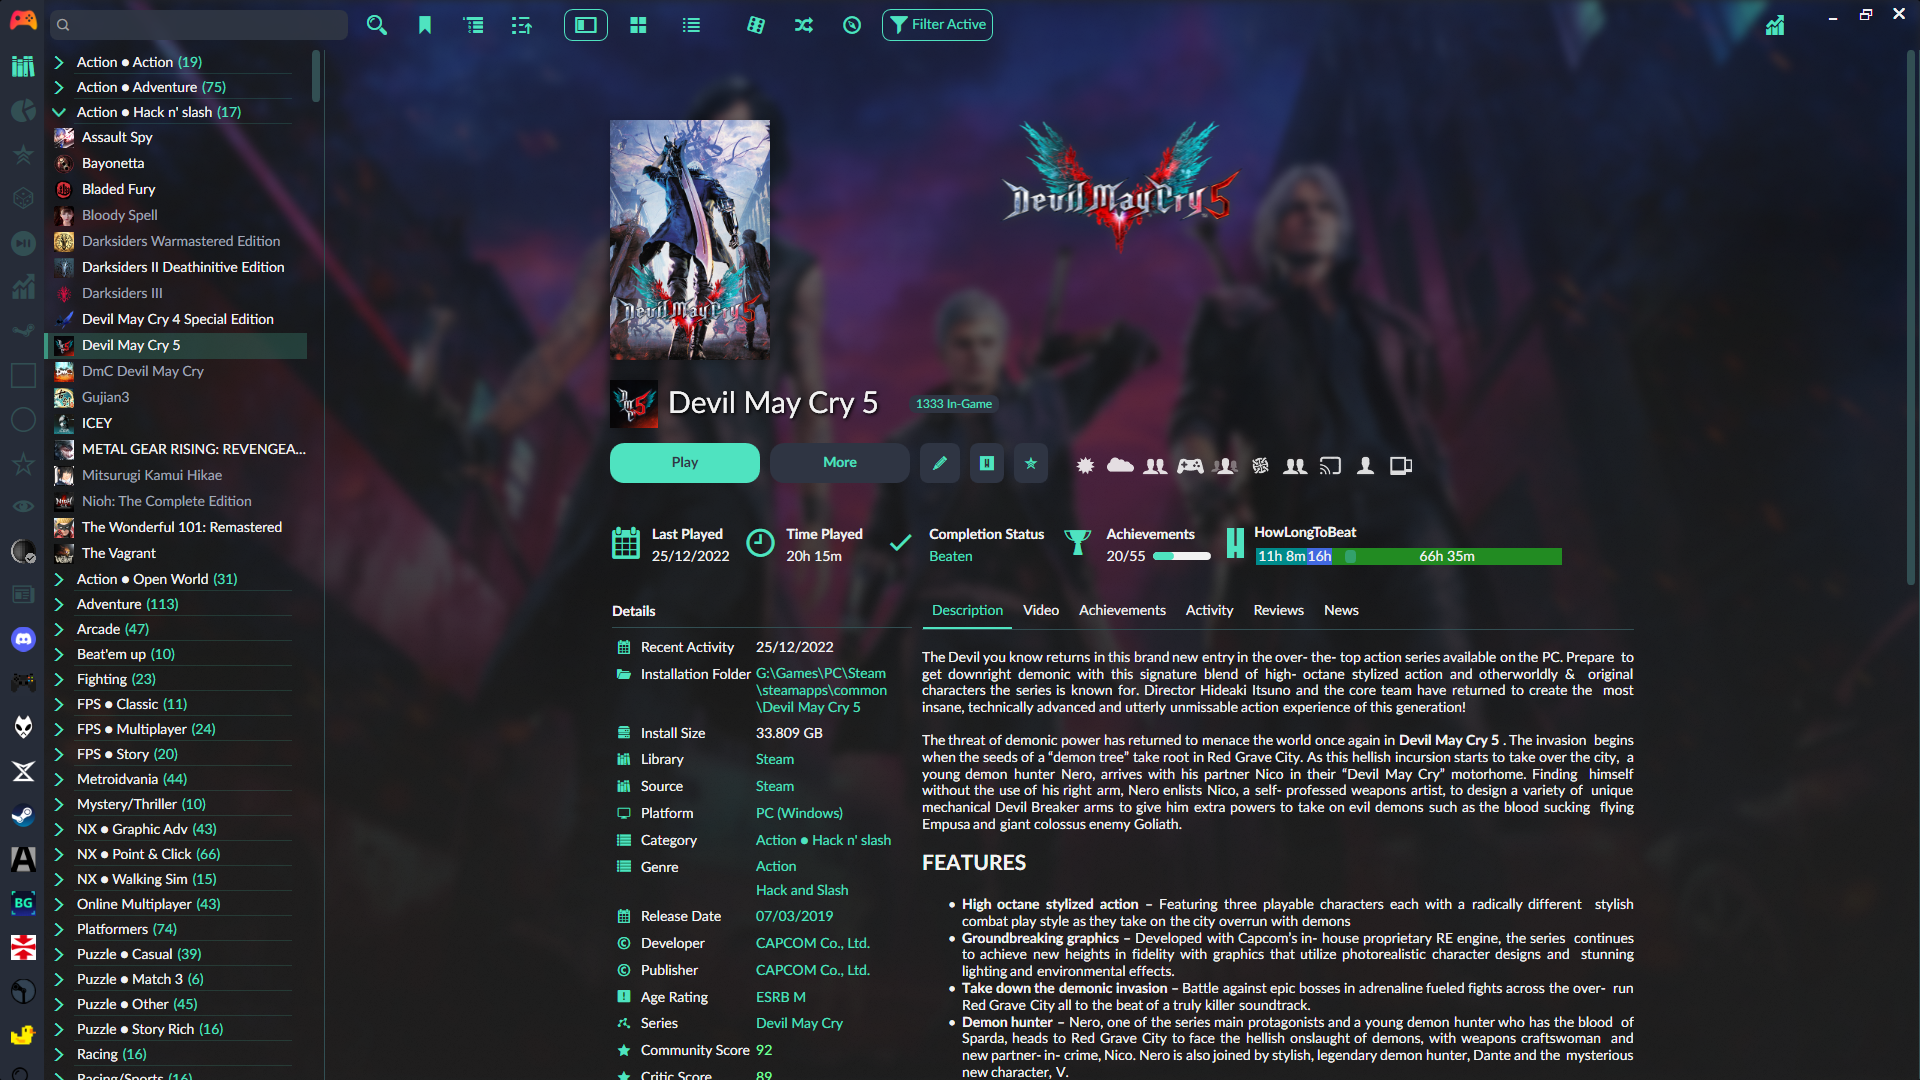 Filter Active
Action ● Action (19)
Action ● Adventure (75)
Action ● Hack n' slash (17)
Assault Spy
Bayonetta
Bladed Fury
Bloody Spell
Darksiders Warmastered Edition
Darksiders II Deathinitive Edition
Darksiders III
Devil May Cry 4 Special Edition
Devil May Cry 5
DmC Devil May Cry
Gujian3
ICEY
METAL GEAR RISING: REVENGEA...
Mitsurugi Kamui Hikae
Nioh: The Complete Edition
The Wonderful 101: Remastered
The Vagrant
Action ● Open World (31)
Adventure (113)
Arcade (47)
Beat'em up (10)
Fighting (23)
FPS ● Classic (11)
FPS ● Multiplayer (24)
FPS ● Story (20)
Metroidvania (44)
Mystery/Thriller (10)
NX ● Graphic Adv (43)
NX ● Point & Click (66)
NX ● Walking Sim (15)
Online Multiplayer (43)
Platformers (74)
Puzzle ● Casual (39)
Puzzle ● Match 3 (6)
Puzzle ● Other (45)
Puzzle ● Story Rich (16)
Racing (16)
Racing/Sports (16)
BG
Devil May Cry 5
Devil May Cry 5
DMC5
Devil May Cry 5
1333 In-Game
Play
More
Last Played
25/12/2022
Time Played
20h 15m
Completion Status
Beaten
Achievements
20/55
HowLongToBeat
11h 8m 16h 66h 35m
Details
Recent Activity 25/12/2022
Installation Folder G:\Games\PC\Steam
\steamapps\common
\Devil May Cry 5
Install Size 33.809 GB
Library Steam
Source Steam
Platform PC (Windows)
Category Action ● Hack n' slash
Genre Action
Hack and Slash
Release Date 07/03/2019
Developer CAPCOM Co., Ltd.
Publisher CAPCOM Co., Ltd.
Age Rating ESRB M
Series Devil May Cry
Community Score 92
Critic Score 89
Description Video Achievements Activity Reviews News
The Devil you know returns in this brand new entry in the over- the- top action series available on the PC. Prepare to
get downright demonic with this signature blend of high- octane stylized action and otherworldly & original
characters the series is known for. Director Hideaki Itsuno and the core team have returned to create the most
insane, technically advanced and utterly unmissable action experience of this generation!
The threat of demonic power has returned to menace the world once again in Devil May Cry 5 . The invasion begins
when the seeds of a “demon tree” take root in Red Grave City. As this hellish incursion starts to take over the city, a
young demon hunter Nero, arrives with his partner Nico in their “Devil May Cry” motorhome. Finding himself
without the use of his right arm, Nero enlists Nico, a self- professed weapons artist, to design a variety of unique
mechanical Devil Breaker arms to give him extra powers to take on evil demons such as the blood sucking flying
Empusa and giant colossus enemy Goliath.
FEATURES
● High octane stylized action – Featuring three playable characters each with a radically different stylish
combat play style as they take on the city overrun with demons
● Groundbreaking graphics – Developed with Capcom’s in- house proprietary RE engine, the series continues
to achieve new heights in fidelity with graphics that utilize photorealistic character designs and stunning
lighting and environmental effects.
● Take down the demonic invasion – Battle against epic bosses in adrenaline fueled fights across the over- run
Red Grave City all to the beat of a truly killer soundtrack.
● Demon hunter – Nero, one of the series main protagonists and a young demon hunter who has the blood of
Sparda, heads to Red Grave City to face the hellish onslaught of demons, with weapons craftswoman and
new partner- in- crime, Nico. Nero is also joined by stylish, legendary demon hunter, Dante and the mysterious
new character, V.